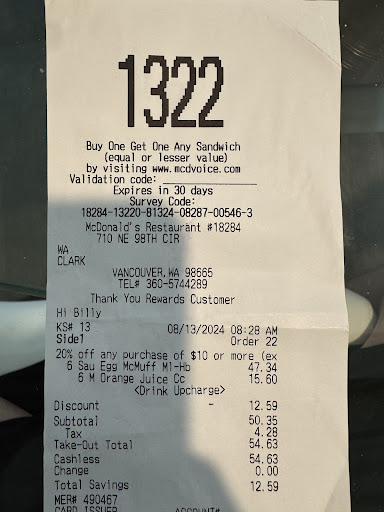 1322
Buy One Get One Any Sandwich
(equal or lesser value)
by visiting www.mcdvoice.com
Validation code: ____________
Expires in 30 days
Survey Code:
18284-13220-81324-08287-00546-3
McDonald's Restaurant #18284
710 NE 98TH CIR
WA
CLARK
VANCOUVER,WA 98665
TEL# 360-5744289
Thank You Rewards Customer
Hi Billy
KS# 13 08/13/2024 08:28 AM
Side1 Order 22
20% off any purchase of $10 or more (ex
6 Sau Egg McMuff Ml-Hb 47.34
6 M Orange Juice Cc 15.60
<Drink Upcharge>
Discount - 12.59
Subtotal 50.35
Tax 4.28
Take-Out Total 54.63
Cashless 54.63
Change 0.00
Total Savings 12.59
MER# 490467
CARD ISSUER ACCOUNT#